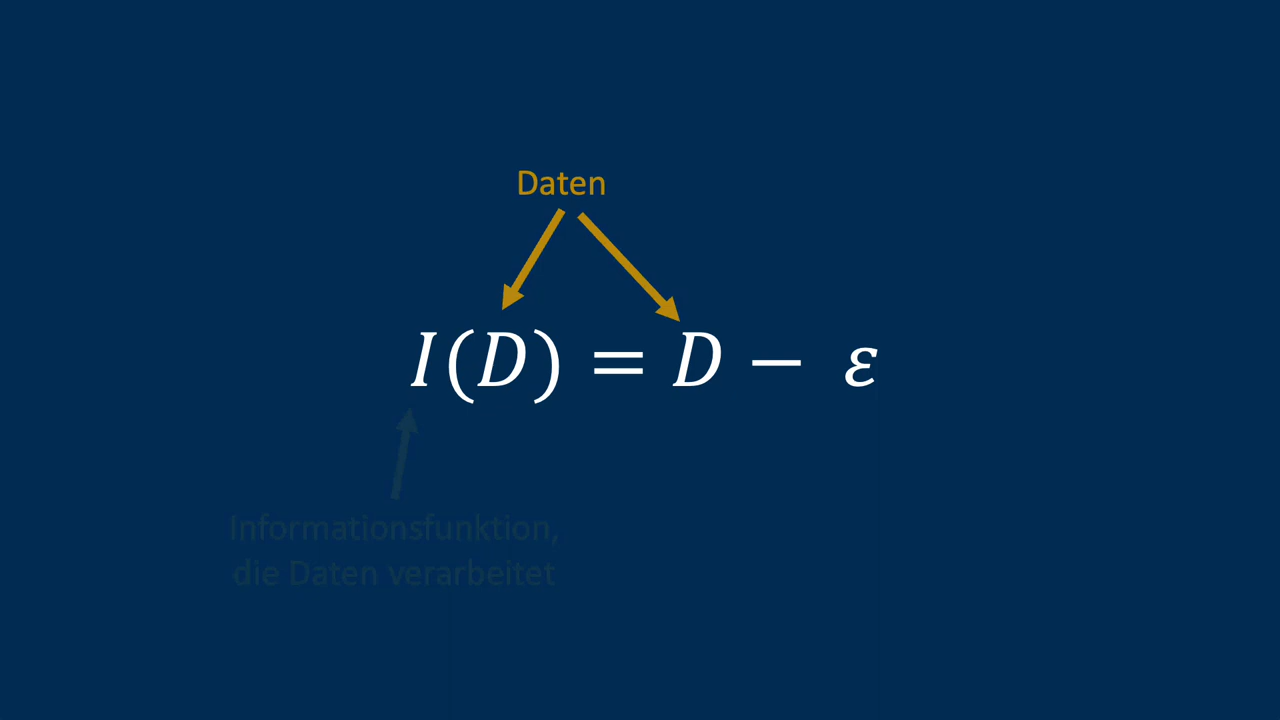 Daten
I(D) = D − ε
Informationsfunktion,
die Daten verarbeitet